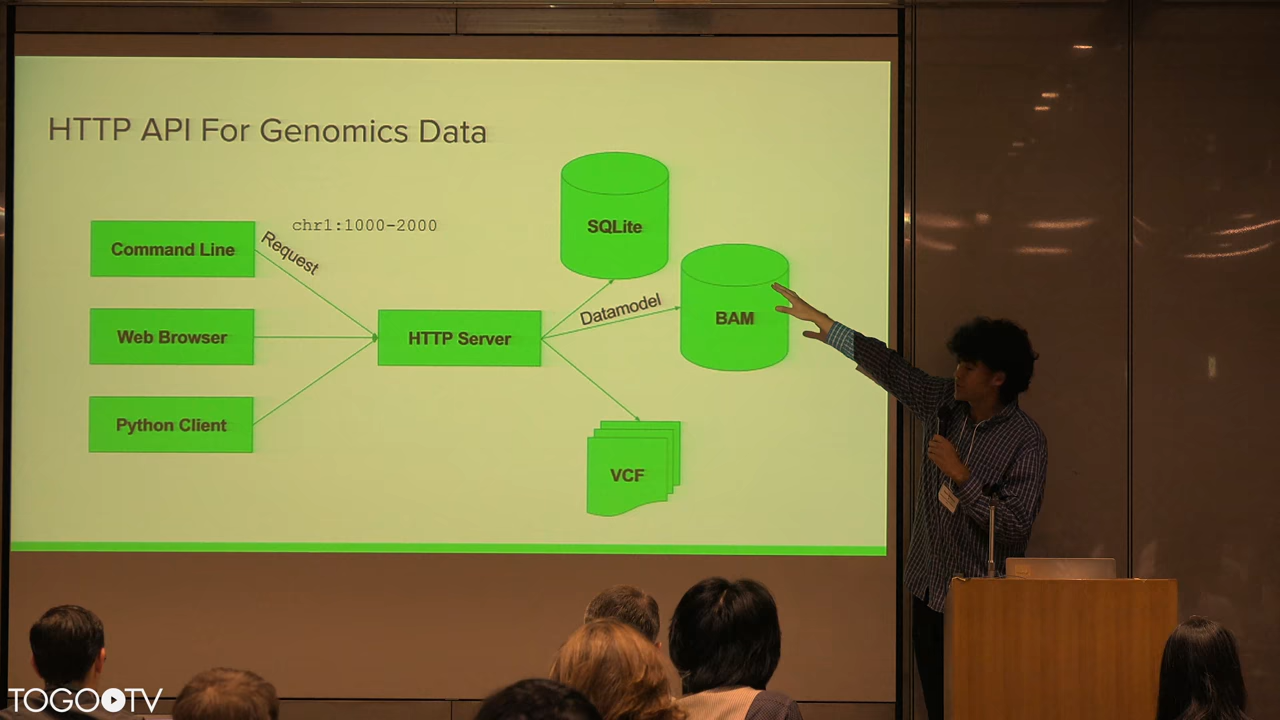 HTTP API For Genomics Data
chr1:1000-2000
Command Line
Request
Web Browser
Python Client
HTTP Server
Datamodel
SQLite
BAM
VCF
TOGOTV